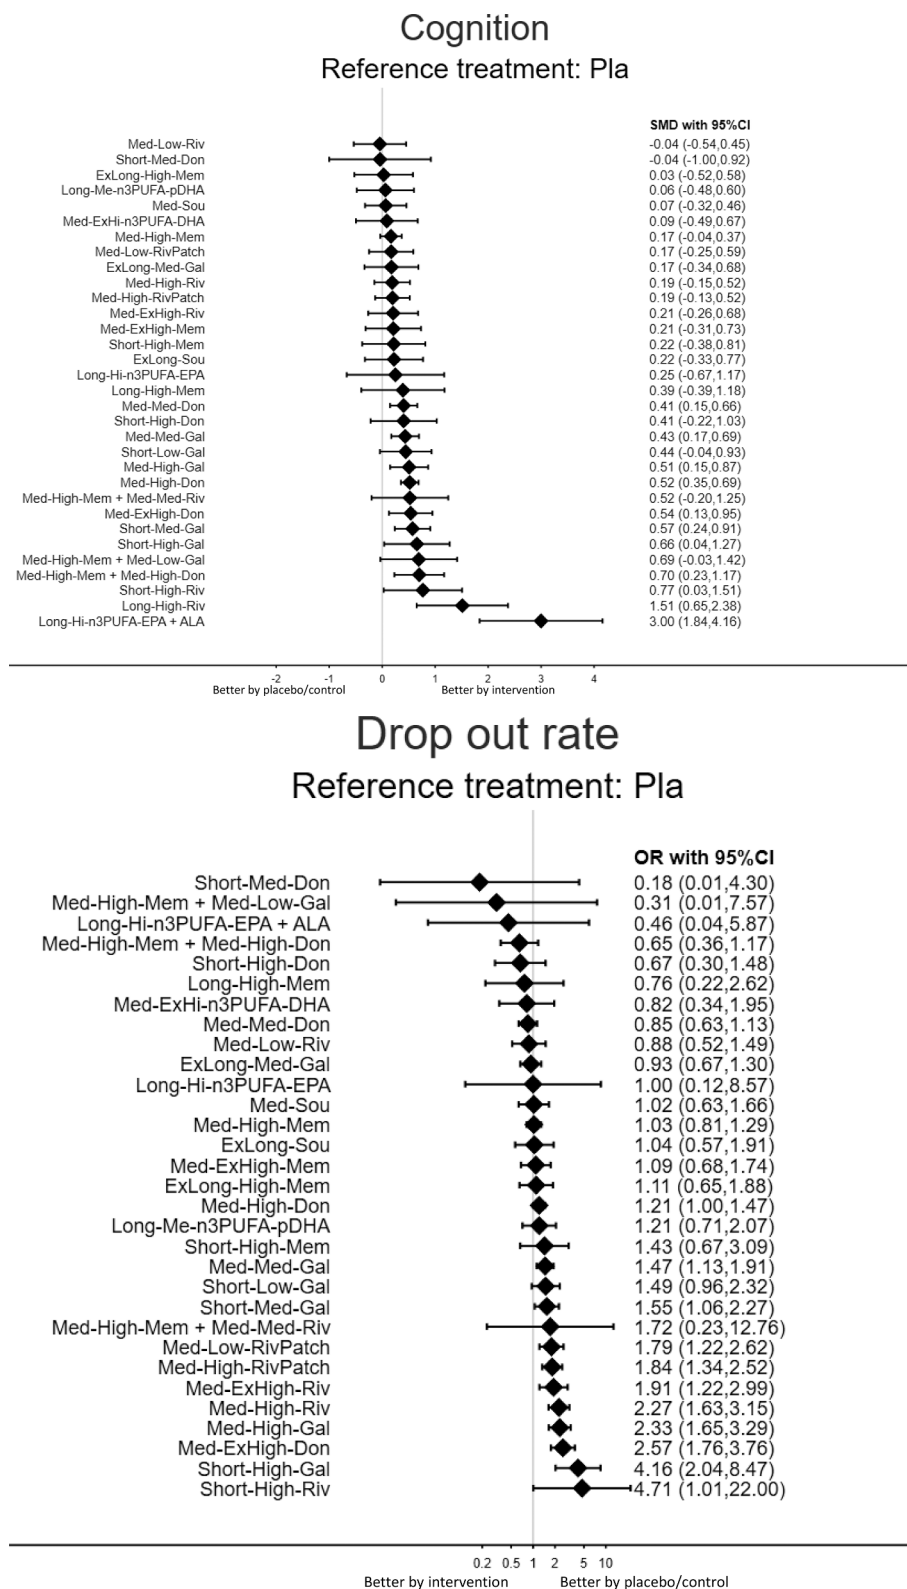 Cognition
Reference treatment: Pla
SMD with 95%CI
Med-Low-Riv -0.04 (-0.54,0.45)
Short-Med-Don -0.04 (-1.00,0.92)
ExLong-High-Mem 0.03 (-0.52,0.58)
Long-Me-n3PUFA-pDHA 0.06 (-0.48,0.60)
Med-Sou 0.07 (-0.32,0.46)
Med-ExHi-n3PUFA-DHA 0.09 (-0.49,0.67)
Med-High-Mem 0.17 (-0.04,0.37)
Med-Low-RivPatch 0.17 (-0.25,0.59)
ExLong-Med-Gal 0.17 (-0.34,0.68)
Med-High-Riv 0.19 (-0.15,0.52)
Med-High-RivPatch 0.19 (-0.13,0.52)
Med-ExHigh-Riv 0.21 (-0.26,0.68)
Med-ExHigh-Mem 0.21 (-0.31,0.73)
Short-High-Mem 0.22 (-0.38,0.81)
ExLong-Sou 0.22 (-0.33,0.77)
Long-Hi-n3PUFA-EPA 0.25 (-0.67,1.17)
Long-High-Mem 0.39 (-0.39,1.18)
Med-Med-Don 0.41 (0.15,0.66)
Short-High-Don 0.41 (-0.22,1.03)
Med-Med-Gal 0.43 (0.17,0.69)
Short-Low-Gal 0.44 (-0.04,0.93)
Med-High-Gal 0.51 (0.15,0.87)
Med-High-Don 0.52 (0.35,0.69)
Med-High-Mem + Med-Med-Riv 0.52 (-0.20,1.25)
Med-ExHigh-Don 0.54 (0.13,0.95)
Short-Med-Gal 0.57 (0.24,0.91)
Short-High-Gal 0.66 (0.04,1.27)
Med-High-Mem + Med-Low-Gal 0.69 (-0.03,1.42)
Med-High-Mem + Med-High-Don 0.70 (0.23,1.17)
Short-High-Riv 0.77 (0.03,1.51)
Long-High-Riv 1.51 (0.65,2.38)
Long-Hi-n3PUFA-EPA + ALA 3.00 (1.84,4.16)
-2 -1 0 1 2 3 4
Better by placebo/control Better by intervention
Drop out rate
Reference treatment: Pla
OR with 95%CI
Short-Med-Don 0.18 (0.01,4.30)
Med-High-Mem + Med-Low-Gal 0.31 (0.01,7.57)
Long-Hi-n3PUFA-EPA + ALA 0.46 (0.04,5.87)
Med-High-Mem + Med-High-Don 0.65 (0.36,1.17)
Short-High-Don 0.67 (0.30,1.48)
Long-High-Mem 0.76 (0.22,2.62)
Med-ExHi-n3PUFA-DHA 0.82 (0.34,1.95)
Med-Med-Don 0.85 (0.63,1.13)
Med-Low-Riv 0.88 (0.52,1.49)
ExLong-Med-Gal 0.93 (0.67,1.30)
Long-Hi-n3PUFA-EPA 1.00 (0.12,8.57)
Med-Sou 1.02 (0.63,1.66)
Med-High-Mem 1.03 (0.81,1.29)
ExLong-Sou 1.04 (0.57,1.91)
Med-ExHigh-Mem 1.09 (0.68,1.74)
ExLong-High-Mem 1.11 (0.65,1.88)
Med-High-Don 1.21 (1.00,1.47)
Long-Me-n3PUFA-pDHA 1.21 (0.71,2.07)
Short-High-Mem 1.43 (0.67,3.09)
Med-Med-Gal 1.47 (1.13,1.91)
Short-Low-Gal 1.49 (0.96,2.32)
Short-Med-Gal 1.55 (1.06,2.27)
Med-High-Mem + Med-Med-Riv 1.72 (0.23,12.76)
Med-Low-RivPatch 1.79 (1.22,2.62)
Med-High-RivPatch 1.84 (1.34,2.52)
Med-ExHigh-Riv 1.91 (1.22,2.99)
Med-High-Riv 2.27 (1.63,3.15)
Med-High-Gal 2.33 (1.65,3.29)
Med-ExHigh-Don 2.57 (1.76,3.76)
Short-High-Gal 4.16 (2.04,8.47)
Short-High-Riv 4.71 (1.01,22.00)
0.2 0.5 1 2 5 10
Better by intervention Better by placebo/control